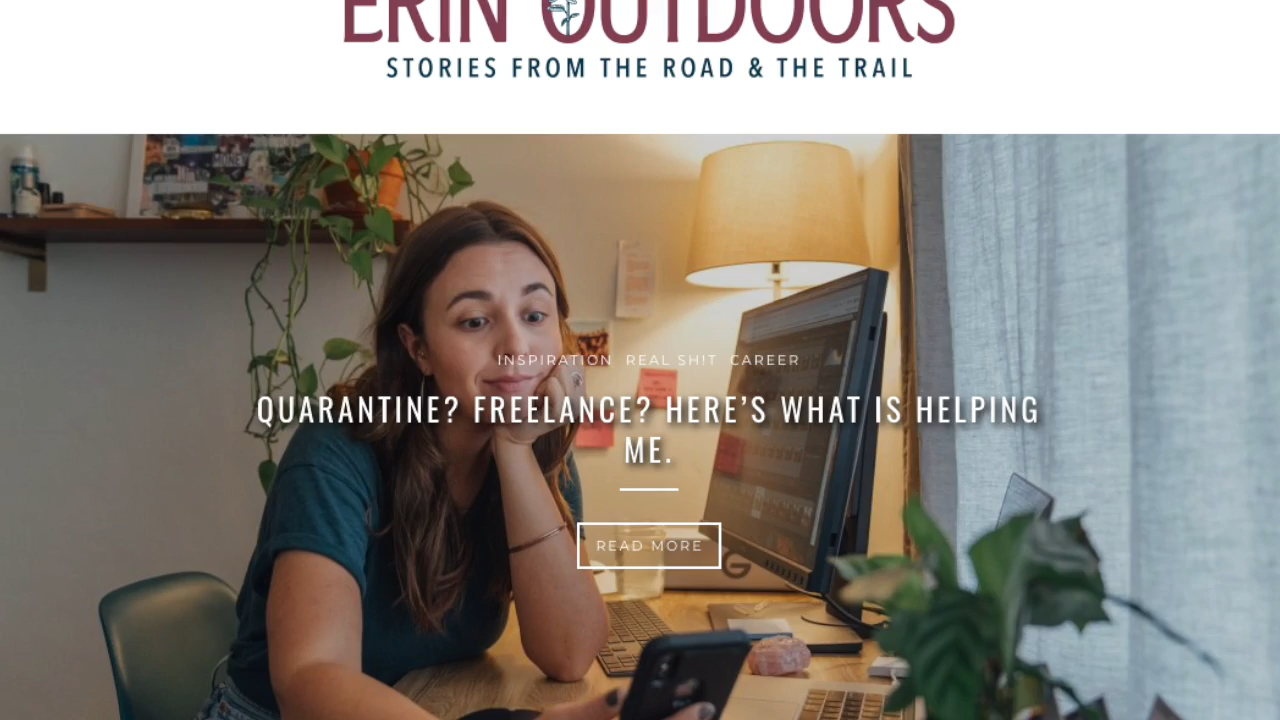 ERIN OUTDOORS
STORIES FROM THE ROAD & THE TRAIL
MONEY
INSPIRATION REAL SH!T CAREER
QUARANTINE? FREELANCE? HERE'S WHAT IS HELPING
ME.
READ MORE
G